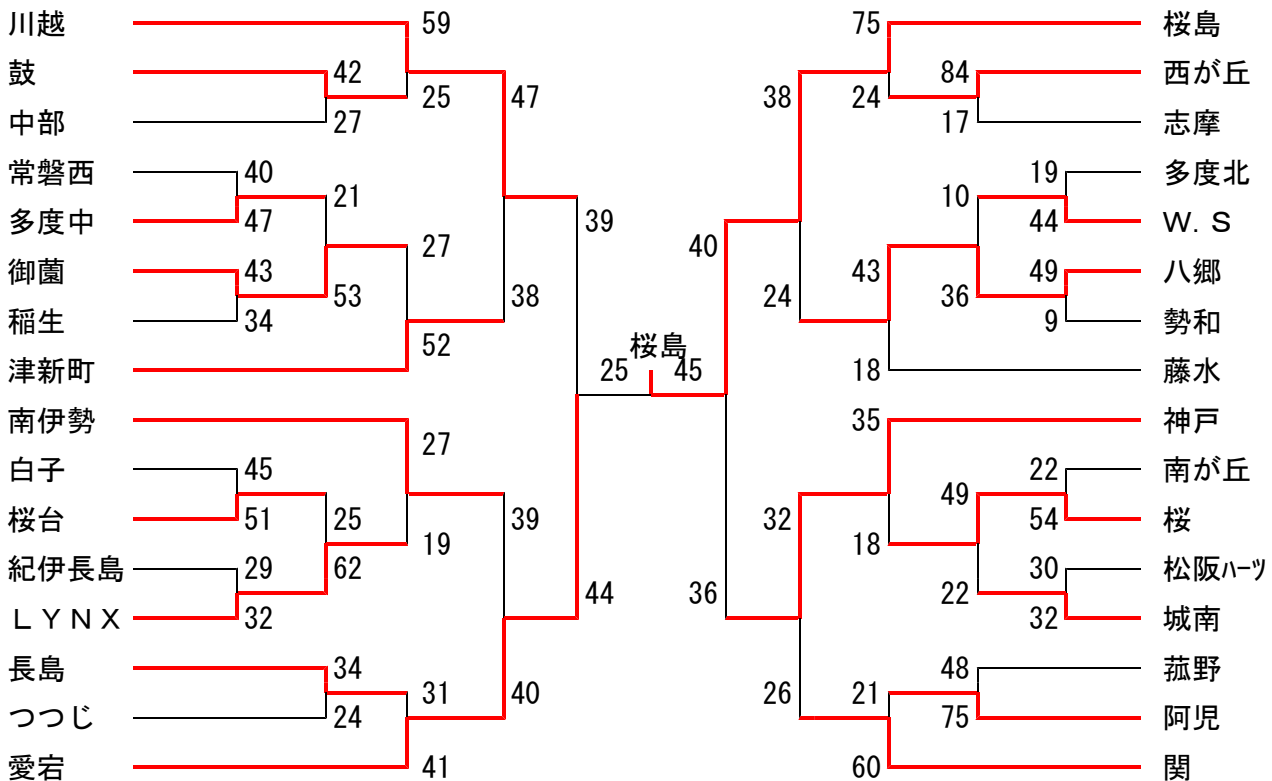 川越 59 75 桜島
鼓 42 84 西が丘
25 47 38 24
中部 27 17 志摩
常磐西 40 19 多度北
21 10
多度中 47 39 40 44 W.S
27 43
御薗 43 49 八郷
53 38 24 36
稲生 34 9 勢和
52 桜島
津新町 25 45 18 藤水
南伊勢 35 神戸
27
白子 45 22 南が丘
49
桜台 51 25 39 32 54 桜
19 18
紀伊長島 29 62 30 松阪ハーツ
44 36 22
LYNX 32 32 城南
長島 34 48 菰野
31 40 26 21
つつじ 24 75 阿児
愛宕 41 60 関